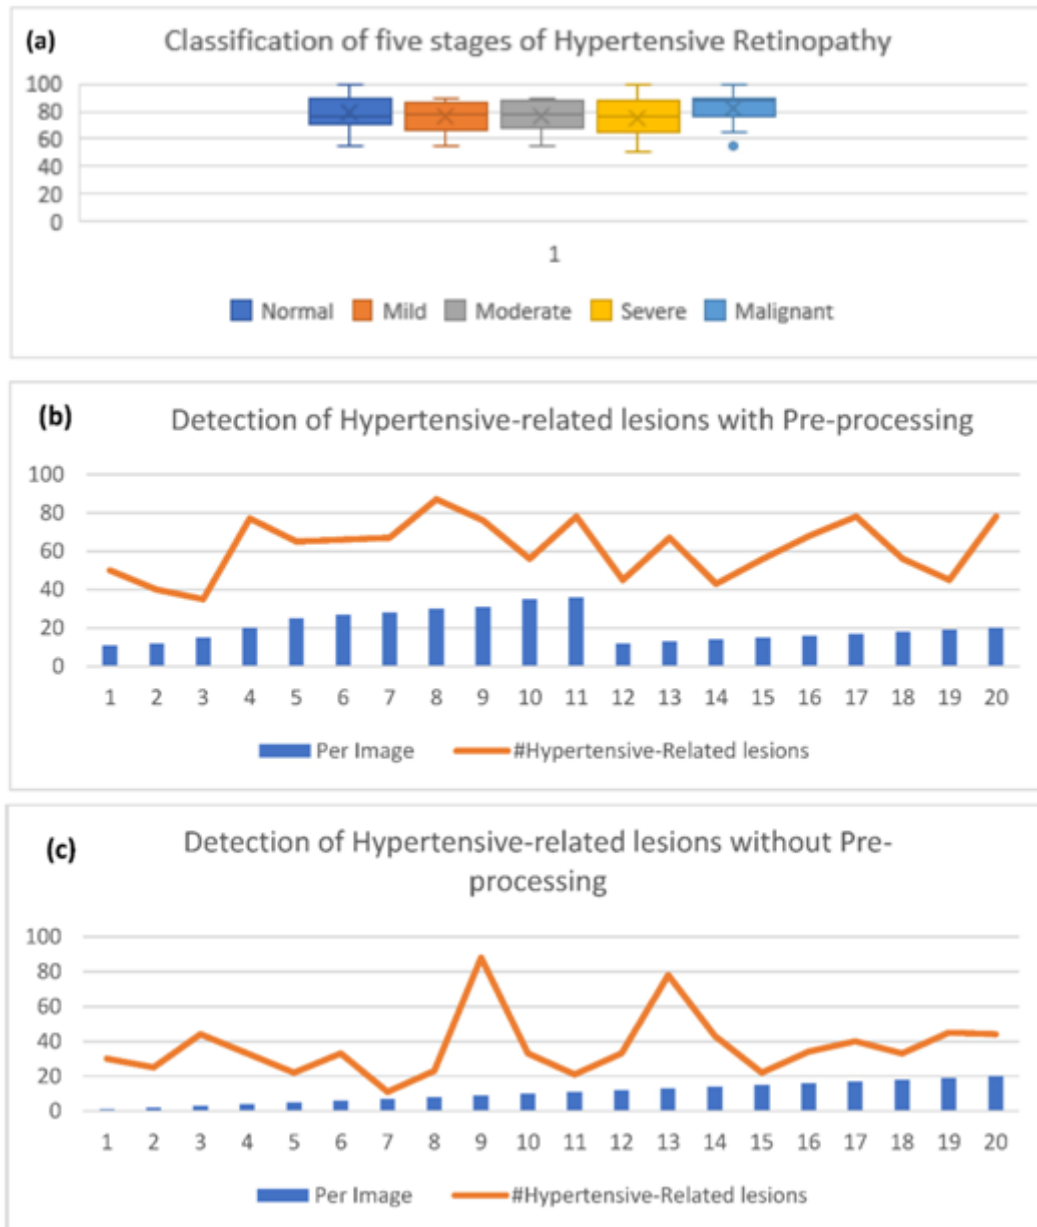 (a) Classification of five stages of Hypertensive Retinopathy
100
80
60
40
20
0
1
Normal Mild Moderate Severe Malignant
(b) Detection of Hypertensive-related lesions with Pre-processing
100
80
60
40
20
0
1 2 3 4 5 6 7 8 9 10 11 12 13 14 15 16 17 18 19 20
Per Image #Hypertensive-Related lesions
(c) Detection of Hypertensive-related lesions without Pre-
processing
100
80
60
40
20
0
1 2 3 4 5 6 7 8 9 10 11 12 13 14 15 16 17 18 19 20
Per Image #Hypertensive-Related lesions